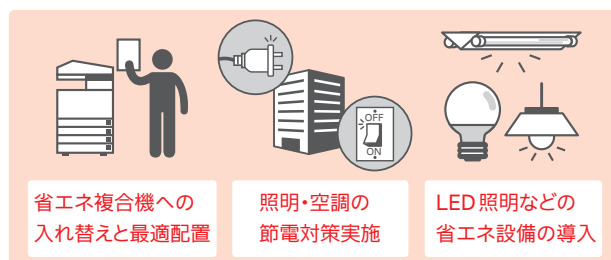 OFF
ON
省エネ複合機への
入れ替えと最適配置
照明・空調の
節電対策実施
LED照明などの
省エネ設備の導入